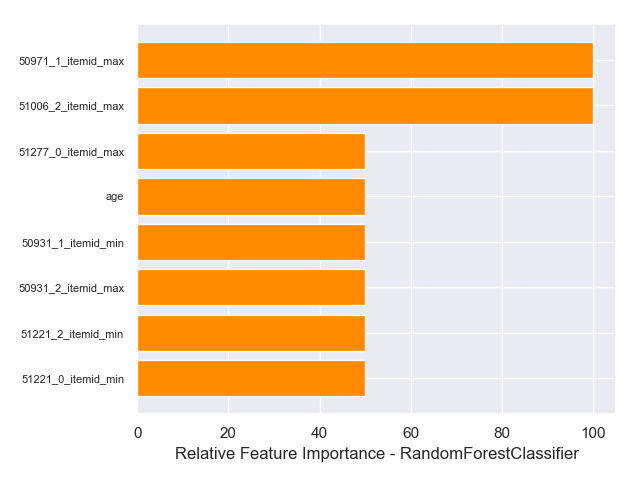 50971_1_itemid_max
51006_2_itemid_max
51277_0_itemid_max
age
50931_1_itemid_min
50931_2_itemid_max
51221_2_itemid_min
51221_0_itemid_min
0 20 40 60 80 100
Relative Feature Importance - RandomForestClassifier